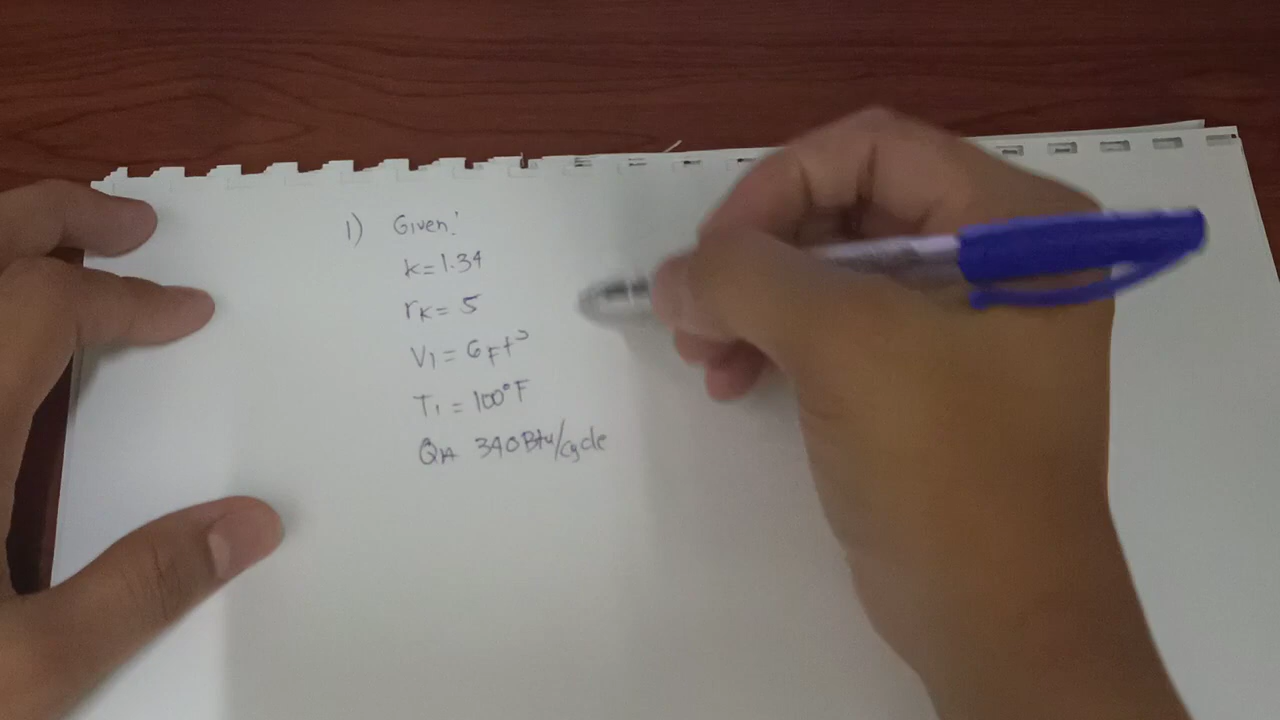 1) Given:
k=1.34
rk= 5
V1 = 6 Ft³
T1 = 100°F
QA 340 Btu/cycle